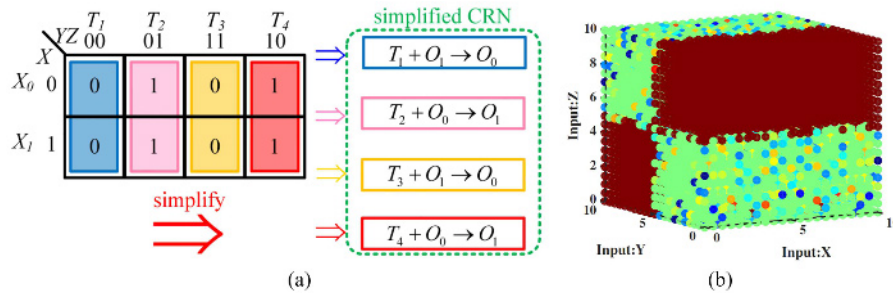 T1 T2 T3 T4
YZ 00 01 11 10
X
X0 0 0 1 0 1
X1 1 0 1 0 1
simplify
simplified CRN
T1 + O1 → O0
T2 + O0 → O1
T3 + O1 → O0
T4 + O0 → O1
(a)
10
8
6
4
2
0
Input:Z
10
5
0
Input:Y
0
5
1
Input:X
(b)